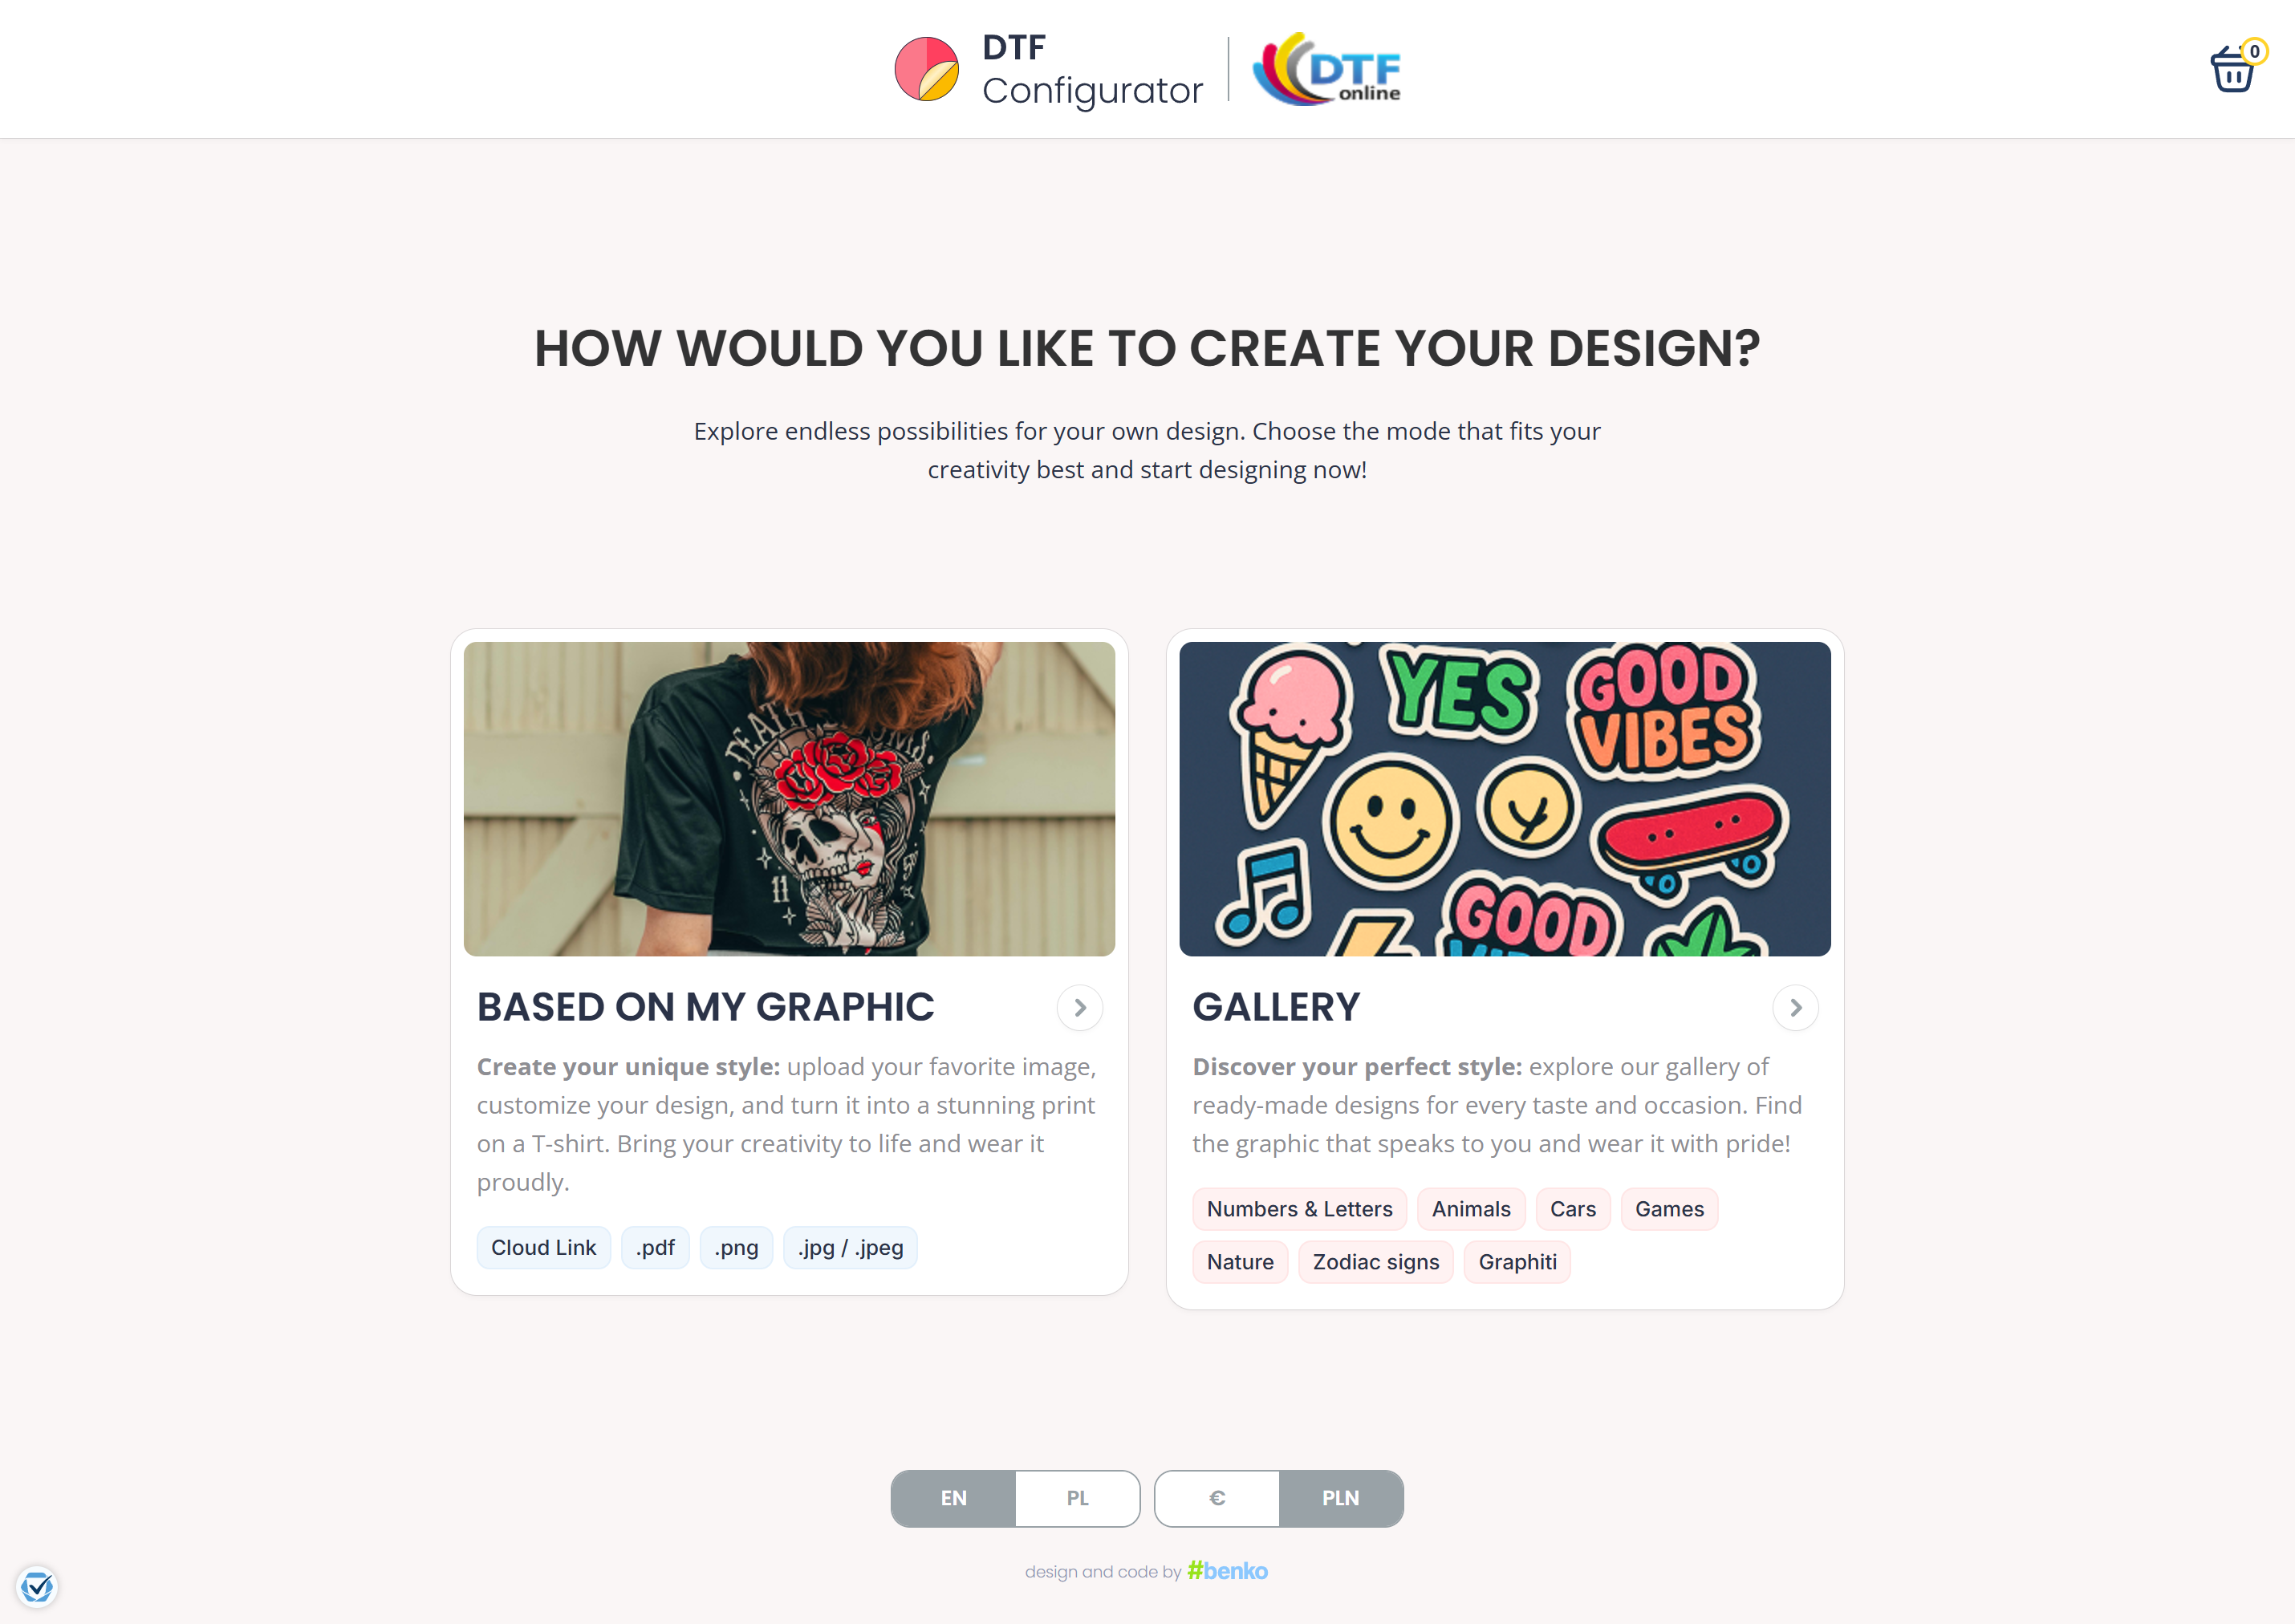 DTF
Configurator
DTF
online
0
HOW WOULD YOU LIKE TO CREATE YOUR DESIGN?
Explore endless possibilities for your own design. Choose the mode that fits your
creativity best and start designing now!
YES
GOOD
VIBES
GOOD
11
BASED ON MY GRAPHIC
Create your unique style: upload your favorite image,
customize your design, and turn it into a stunning print
on a T-shirt. Bring your creativity to life and wear it
proudly.
Cloud Link
.pdf
.png
.jpg / .jpeg
GALLERY
Discover your perfect style: explore our gallery of
ready-made designs for every taste and occasion. Find
the graphic that speaks to you and wear it with pride!
Numbers & Letters
Animals
Cars
Games
Nature
Zodiac signs
Graphiti
EN
PL
€
PLN
design and code by #benko